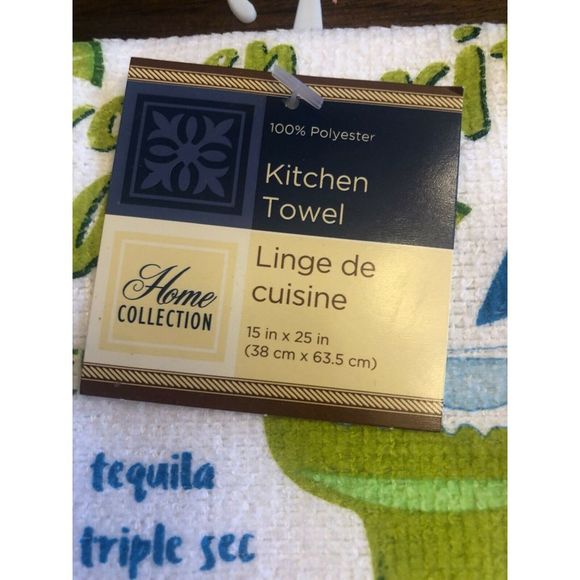 100% Polyester
Kitchen
Towel
Home
COLLECTION
Linge de
cuisine
15 in x 25 in
(38 cm x 63.5 cm)
tequila
triple sec